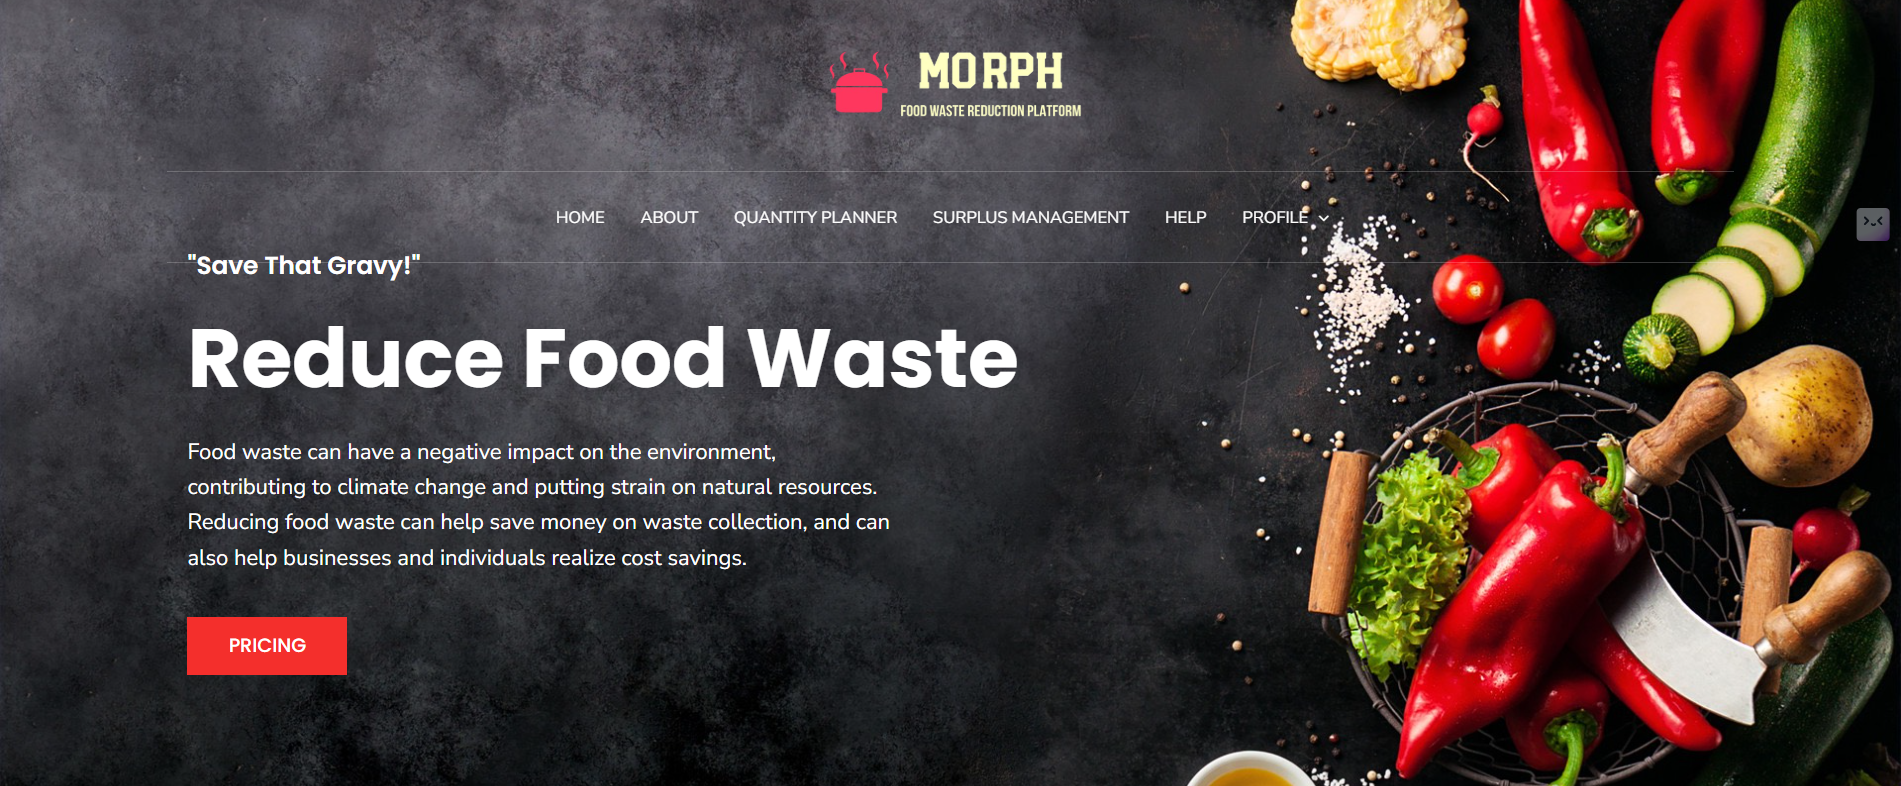 MORPH
FOOD WASTE REDUCTION PLATFORM
HOME ABOUT QUANTITY PLANNER SURPLUS MANAGEMENT HELP PROFILE
"Save That Gravy!"
Reduce Food Waste
Food waste can have a negative impact on the environment,
contributing to climate change and putting strain on natural resources.
Reducing food waste can help save money on waste collection, and can
also help businesses and individuals realize cost savings.
PRICING